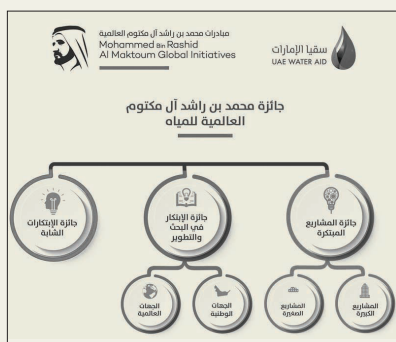 مبادرات محمد بن راشد آل مكتوم العالمية
Mohammed Bin Rashid
Al Maktoum Global Initiatives
سقيا الإمارات
UAE WATER AID
جائزة محمد بن راشد آل مكتوم
العالمية للمياه
جائزة المشاريع
المبتكرة
جائزة الإبتكار
في البحث
والتطوير
جائزة الإبتكارات
الشابة
المشاريع
الكبيرة
المشاريع
الصغيرة
الجهات
الوطنية
الجهات
العالمية